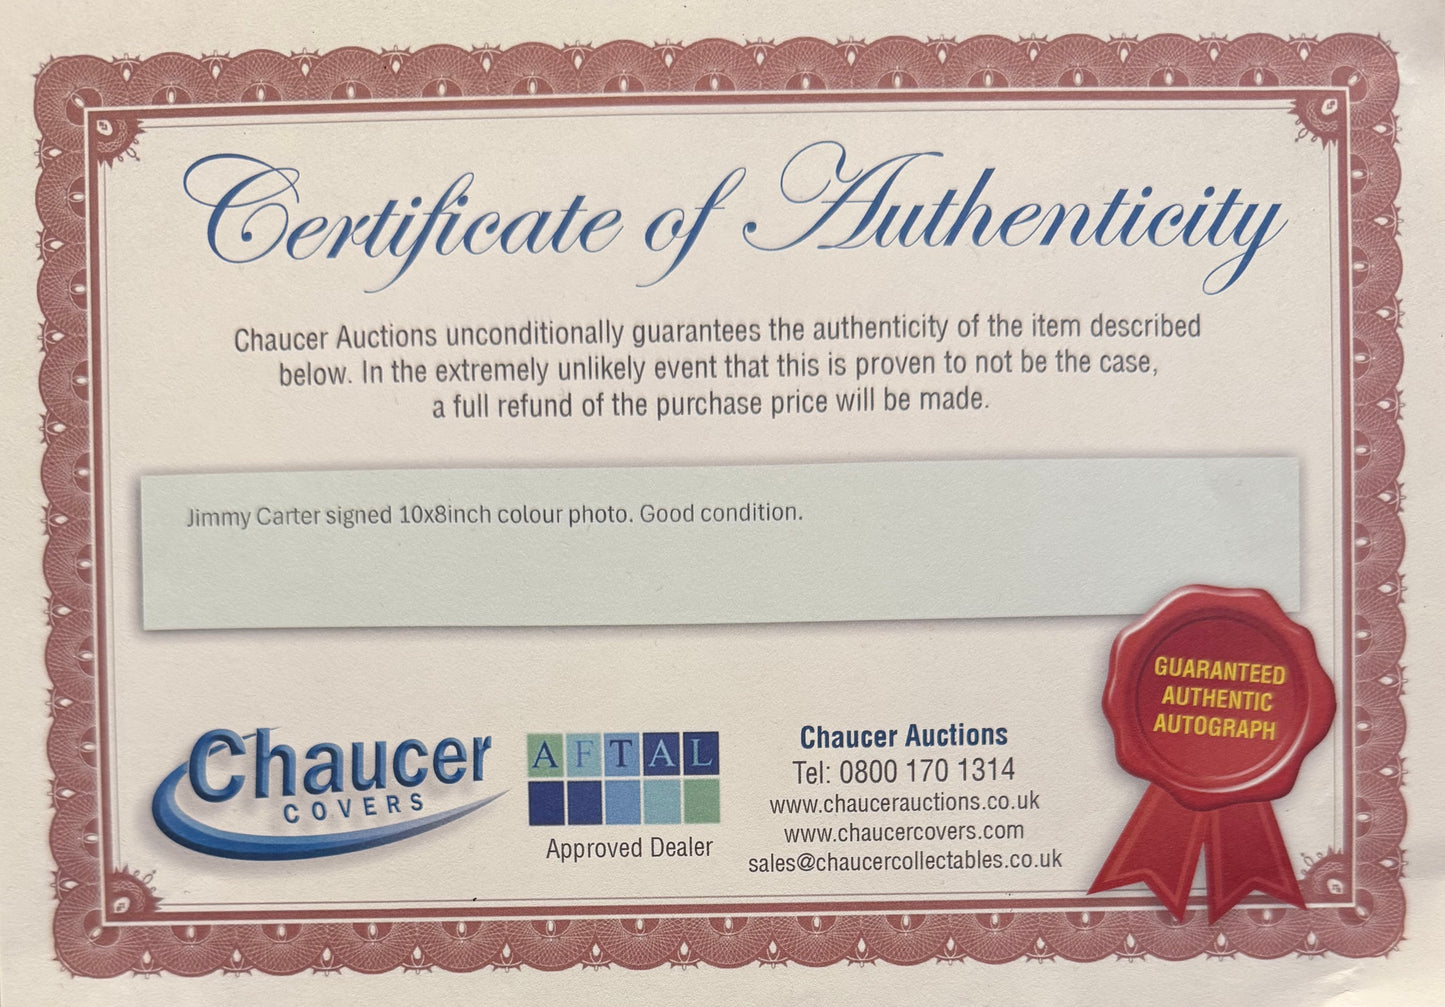 Certificate of Authenticity
Chaucer Auctions unconditionally guarantees the authenticity of the item described
below. In the extremely unlikely event that this is proven to not be the case,
a full refund of the purchase price will be made.
Jimmy Carter signed 10x8inch colour photo. Good condition.
GUARANTEED
AUTHENTIC
AUTOGRAPH
Chaucer
COVERS
AFTAL
Approved Dealer
Chaucer Auctions
Tel: 0800 170 1314
www.chaucerauctions.co.uk
www.chaucercovers.com
sales@chaucercollectables.co.uk